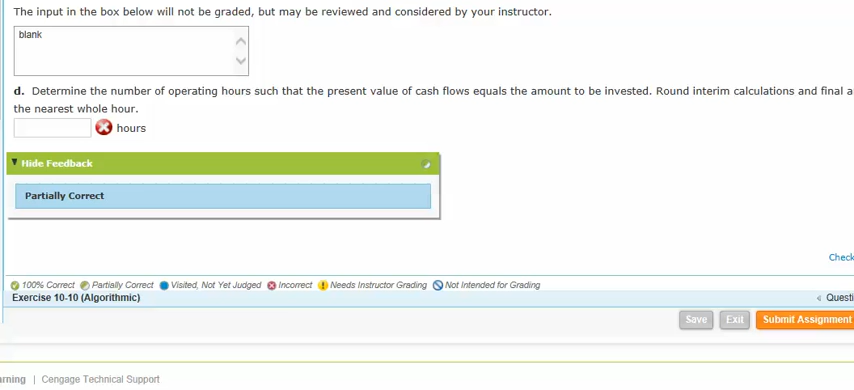 The input in the box below will not be graded, but may be reviewed and considered by your instructor.
blank
d. Determine the number of operating hours such that the present value of cash flows equals the amount to be invested. Round interim calculations and final a
the nearest whole hour.
hours
Hide Feedback
Partially Correct
Check
100% Correct Partially Correct Visited, Not Yet Judged Incorrect Needs Instructor Grading Not Intended for Grading
Exercise 10-10 (Algorithmic) Questi
Save Exit Submit Assignment
arning | Cengage Technical Support